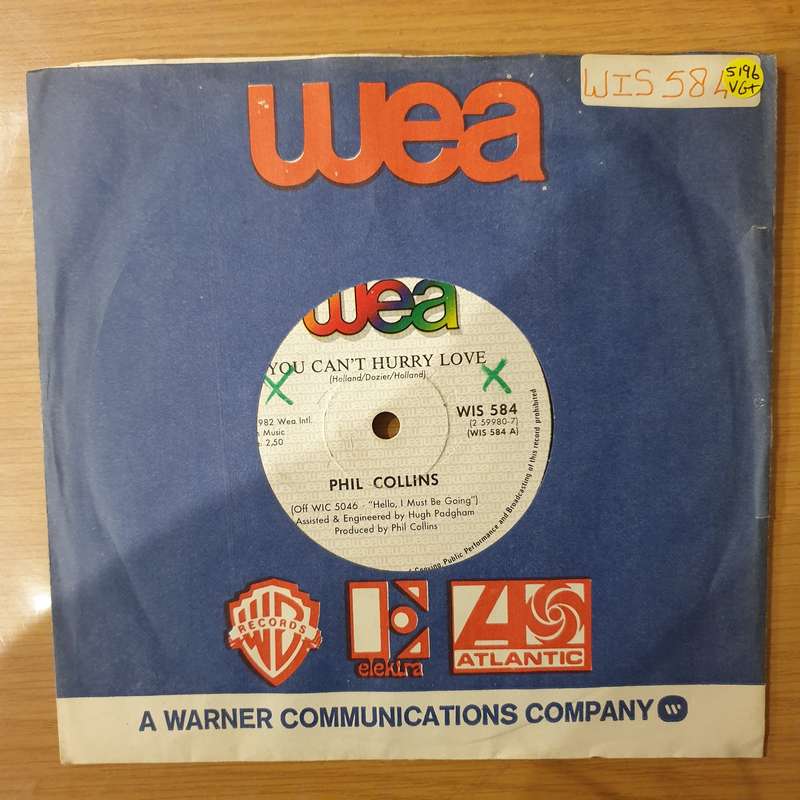 wea
WIS 584
5196
VG+
wea
YOU CAN'T HURRY LOVE
(Holland/Dozier/Holland)
X X
982 Wea Intl.
Music
2,50
WIS 584
(2 59980-7)
(WIS 584 A)
PHIL COLLINS
(Off WIC 5046 - "Hello, I Must Be Going")
Assisted & Engineered by Hugh Padgham
Produced by Phil Collins
Public Performance and Broadcasting of this record prohibited
WB
RECORDS
elektra
ATLANTIC
A WARNER COMMUNICATIONS COMPANY